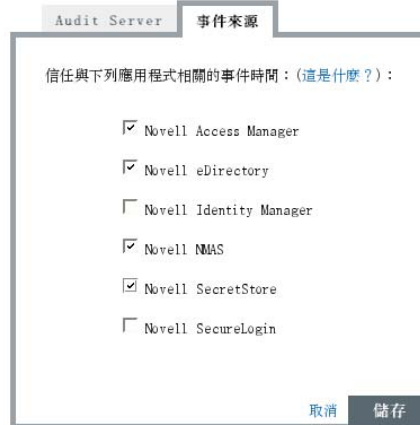 Audit Server 事件來源
信任與下列應用程式相關的事件時間：(這是什麼？)：
Novell Access Manager
Novell eDirectory
Novell Identity Manager
Novell NMAS
Novell SecretStore
Novell SecureLogin
取消 儲存